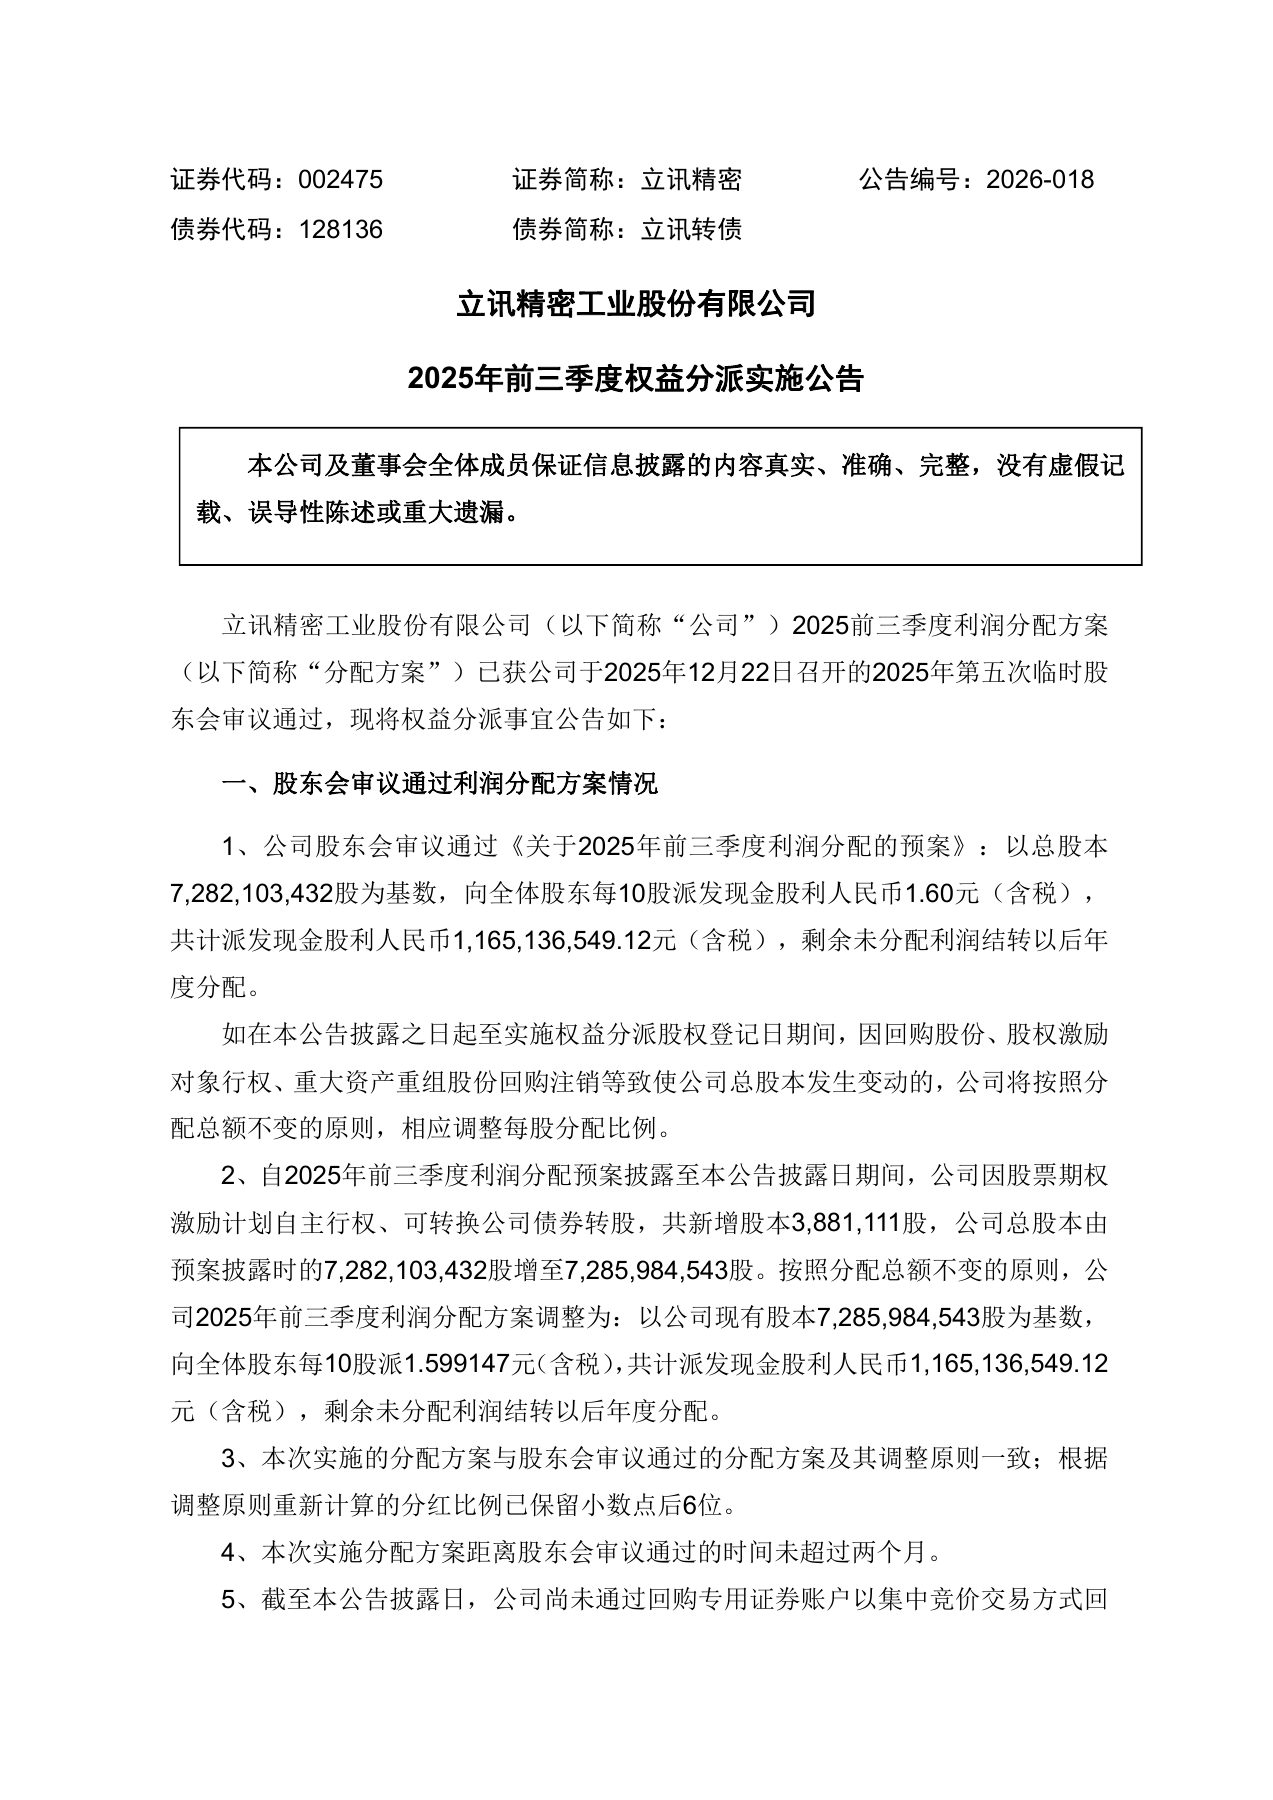 证券代码：002475 证券简称：立讯精密 公告编号：2026-018
债券代码：128136 债券简称：立讯转债
立讯精密工业股份有限公司
2025年前三季度权益分派实施公告
本公司及董事会全体成员保证信息披露的内容真实、准确、完整，没有虚假记
载、误导性陈述或重大遗漏。
立讯精密工业股份有限公司（以下简称“公司”）2025前三季度利润分配方案
（以下简称“分配方案”）已获公司于2025年12月22日召开的2025年第五次临时股
东会审议通过，现将权益分派事宜公告如下：
一、股东会审议通过利润分配方案情况
1、公司股东会审议通过《关于2025年前三季度利润分配的预案》：以总股本
7,282,103,432股为基数，向全体股东每10股派发现金股利人民币1.60元（含税），
共计派发现金股利人民币1,165,136,549.12元（含税），剩余未分配利润结转以后年
度分配。
如在本公告披露之日起至实施权益分派股权登记日期间，因回购股份、股权激励
对象行权、重大资产重组股份回购注销等致使公司总股本发生变动的，公司将按照分
配总额不变的原则，相应调整每股分配比例。
2、自2025年前三季度利润分配预案披露至本公告披露日期间，公司因股票期权
激励计划自主行权、可转换公司债券转股，共新增股本3,881,111股，公司总股本由
预案披露时的7,282,103,432股增至7,285,984,543股。按照分配总额不变的原则，公
司2025年前三季度利润分配方案调整为：以公司现有股本7,285,984,543股为基数，
向全体股东每10股派1.599147元（含税），共计派发现金股利人民币1,165,136,549.12
元（含税），剩余未分配利润结转以后年度分配。
3、本次实施的分配方案与股东会审议通过的分配方案及其调整原则一致；根据
调整原则重新计算的分红比例已保留小数点后6位。
4、本次实施分配方案距离股东会审议通过的时间未超过两个月。
5、截至本公告披露日，公司尚未通过回购专用证券账户以集中竞价交易方式回